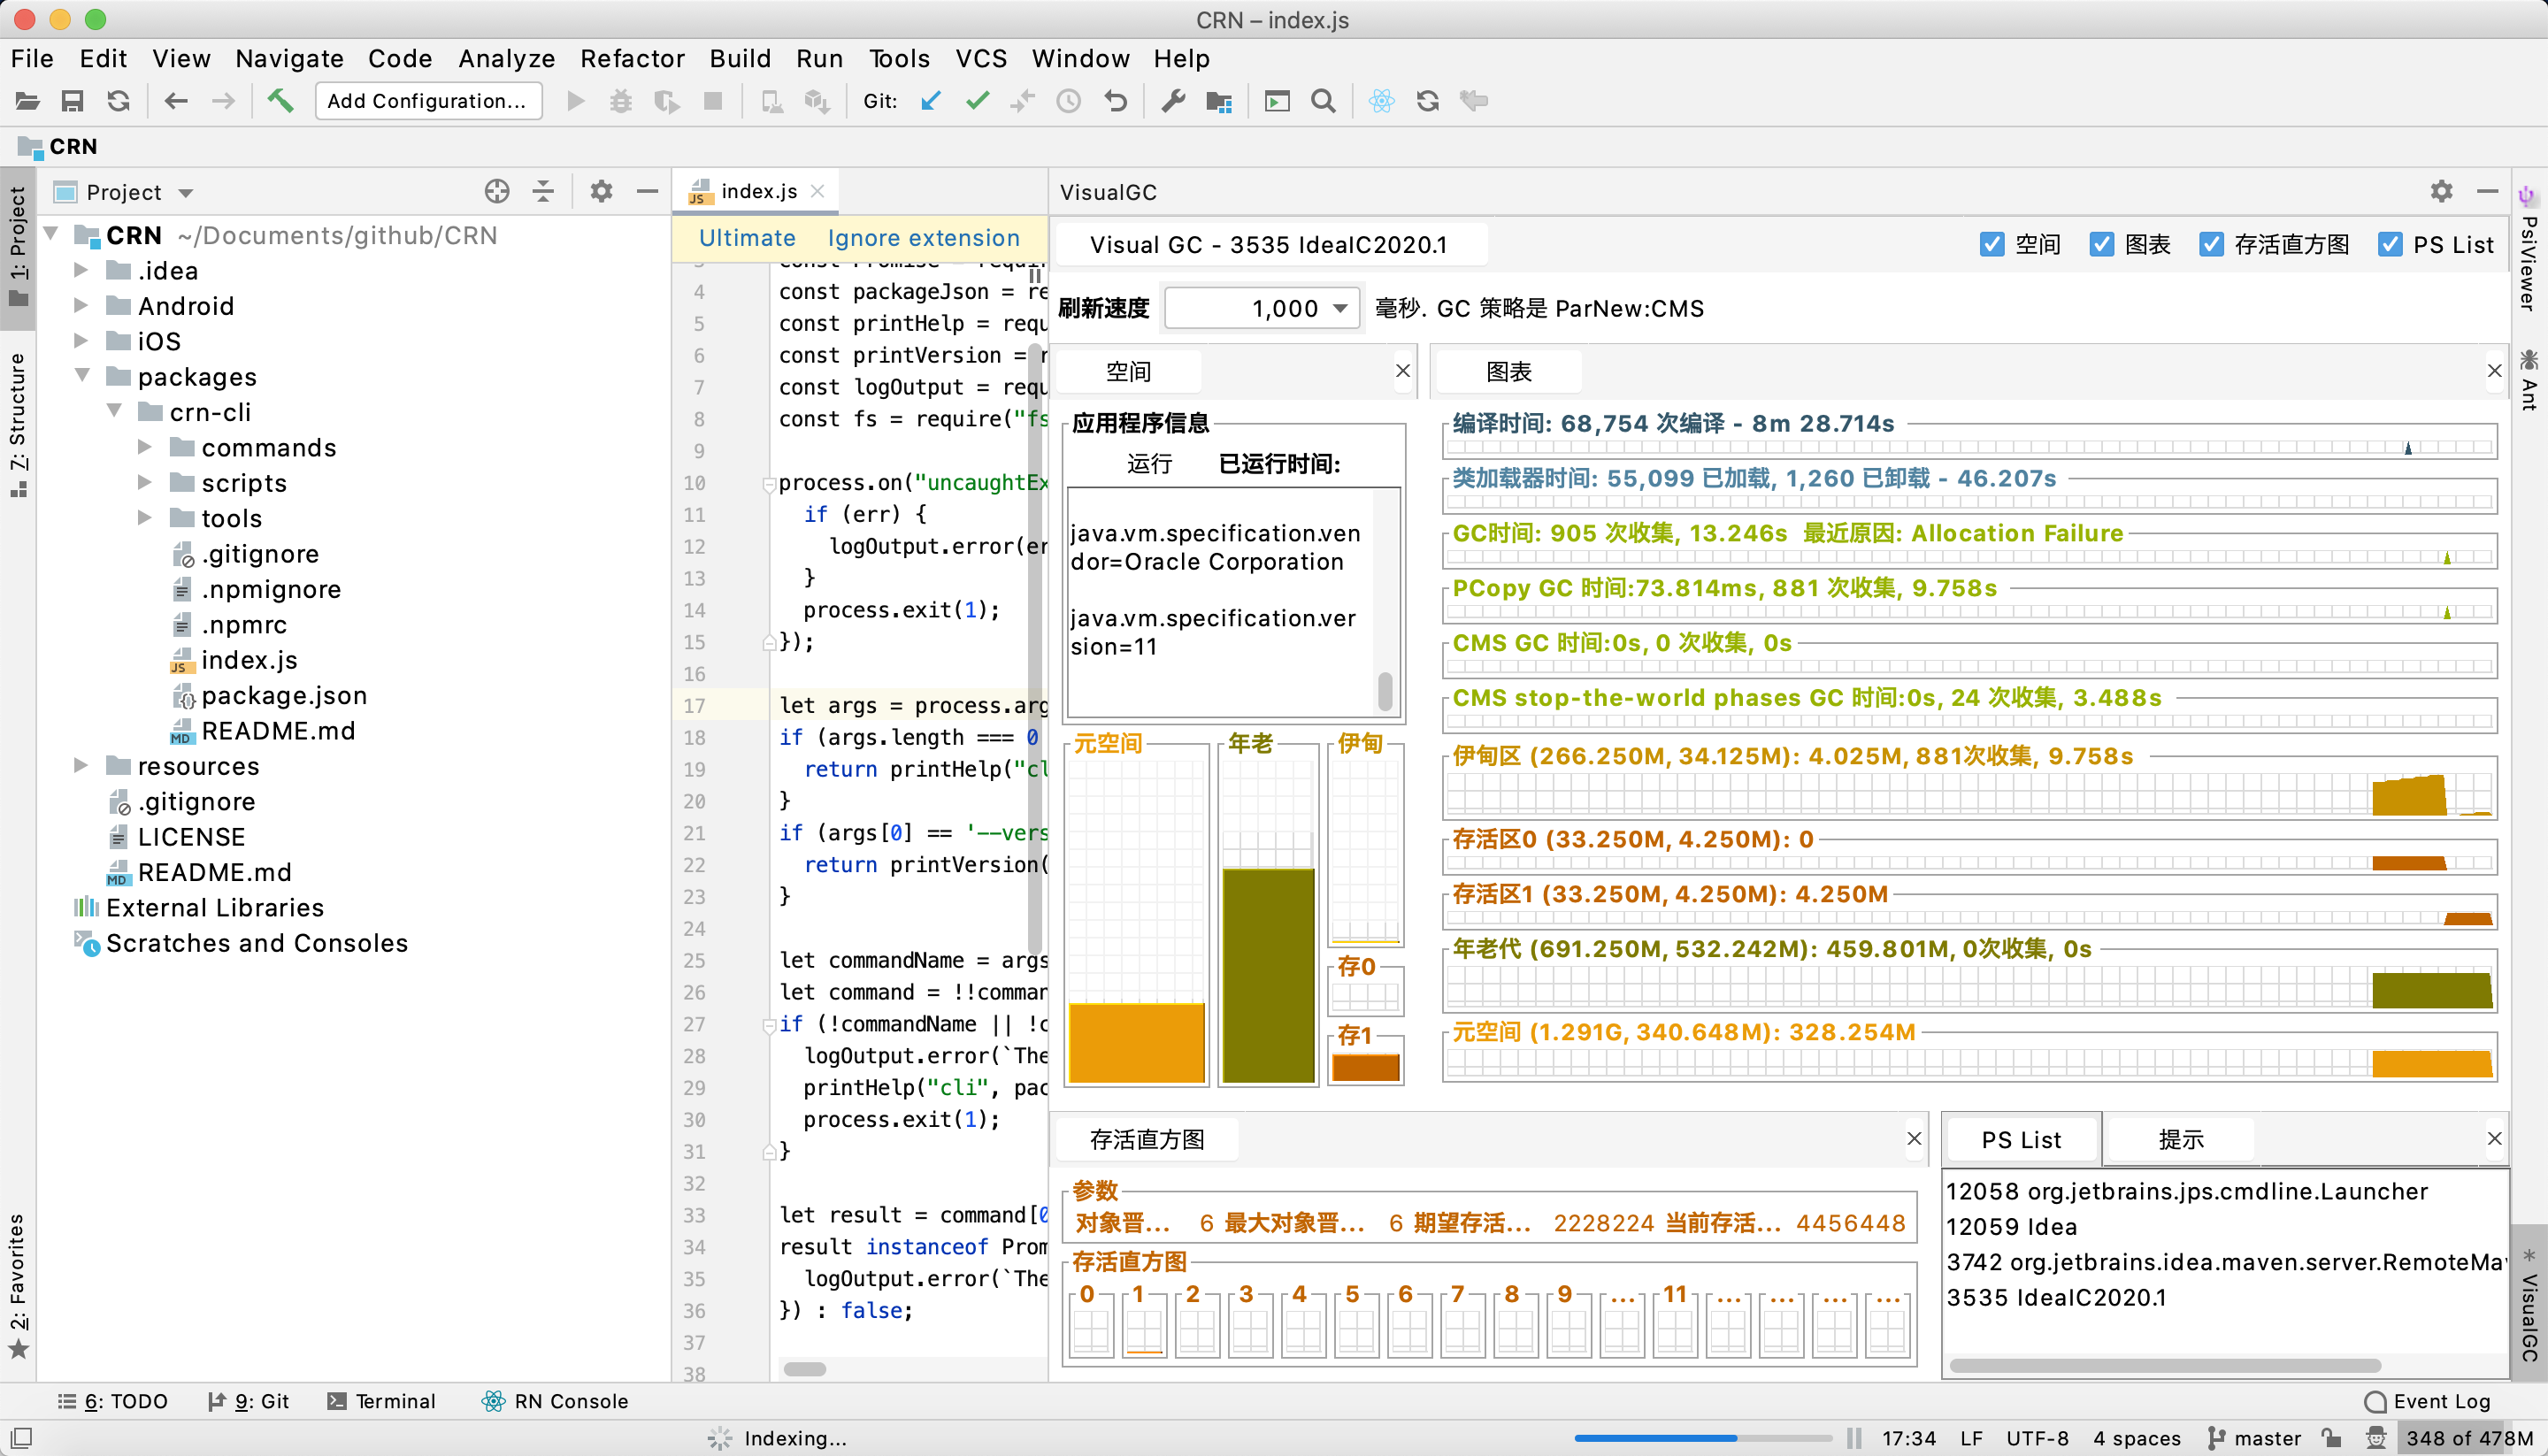 CRN – index.js
File Edit View Navigate Code Analyze Refactor Build Run Tools VCS Window Help
Add Configuration... Git:
CRN
1: Project
7: Structure
2: Favorites
Project
CRN ~/Documents/github/CRN
.idea
Android
iOS
packages
crn-cli
commands
scripts
tools
.gitignore
.npmignore
.npmrc
index.js
package.json
README.md
resources
.gitignore
LICENSE
README.md
External Libraries
Scratches and Consoles
index.js
Ultimate Ignore extension
4 const packageJson = re
5 const printHelp = requ
6 const printVersion = r
7 const logOutput = requ
8 const fs = require("fs
9
10 process.on("uncaughtEx
11 if (err) {
12 logOutput.error(er
13 }
14 process.exit(1);
15 });
16
17 let args = process.arg
18 if (args.length === 0
19 return printHelp("cl
20 }
21 if (args[0] == '--vers
22 return printVersion(
23 }
24
25 let commandName = args
26 let command = !!comman
27 if (!commandName || !c
28 logOutput.error(`The
29 printHelp("cli", pac
30 process.exit(1);
31 }
32
33 let result = command[0
34 result instanceof Prom
35 logOutput.error(`The
36 }) : false;
37
38
VisualGC
Visual GC - 3535 IdeaIC2020.1
空间 图表 存活直方图 PS List
刷新速度 1,000 毫秒. GC 策略是 ParNew:CMS
空间
应用程序信息
运行 已运行时间:
java.vm.specification.ven
dor=Oracle Corporation
java.vm.specification.ver
sion=11
元空间 年老 伊甸
存0
存1
图表
编译时间: 68,754 次编译 - 8m 28.714s
类加载器时间: 55,099 已加载, 1,260 已卸载 - 46.207s
GC时间: 905 次收集, 13.246s 最近原因: Allocation Failure
PCopy GC 时间:73.814ms, 881 次收集, 9.758s
CMS GC 时间:0s, 0 次收集, 0s
CMS stop-the-world phases GC 时间:0s, 24 次收集, 3.488s
伊甸区 (266.250M, 34.125M): 4.025M, 881次收集, 9.758s
存活区0 (33.250M, 4.250M): 0
存活区1 (33.250M, 4.250M): 4.250M
年老代 (691.250M, 532.242M): 459.801M, 0次收集, 0s
元空间 (1.291G, 340.648M): 328.254M
存活直方图
参数
对象晋... 6 最大对象晋... 6 期望存活... 2228224 当前存活... 4456448
存活直方图
0 1 2 3 4 5 6 7 8 9 ... 11 ... ... ... ...
PS List 提示
12058 org.jetbrains.jps.cmdline.Launcher
12059 Idea
3742 org.jetbrains.idea.maven.server.RemoteMa
3535 IdeaIC2020.1
PsiViewer
Ant
VisualGC
6: TODO 9: Git Terminal RN Console Event Log
Indexing... 17:34 LF UTF-8 4 spaces master 348 of 478M